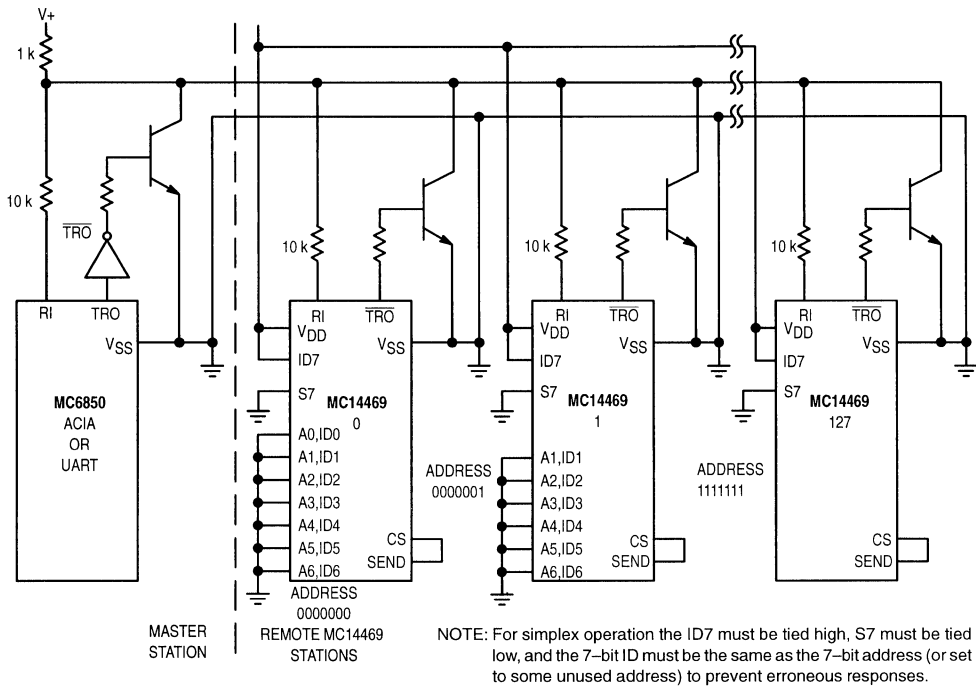 V+
1 k
10 k
TRO
RI
TRO
VSS
MC6850
ACIA
OR
UART
MASTER
STATION
10 k
RI
TRO
VDD
ID7
VSS
S7
MC14469
0
A0,ID0
A1,ID1
A2,ID2
A3,ID3
A4,ID4
A5,ID5
A6,ID6
CS
SEND
ADDRESS
0000000
REMOTE MC14469
STATIONS
10 k
RI
TRO
VDD
ID7
VSS
S7
MC14469
1
ADDRESS
0000001
A1,ID1
A2,ID2
A3,ID3
A4,ID4
A5,ID5
A6,ID6
CS
SEND
10 k
RI
TRO
VDD
ID7
VSS
S7
MC14469
127
ADDRESS
1111111
CS
SEND
NOTE: For simplex operation the ID7 must be tied high, S7 must be tied
low, and the 7–bit ID must be the same as the 7–bit address (or set
to some unused address) to prevent erroneous responses.